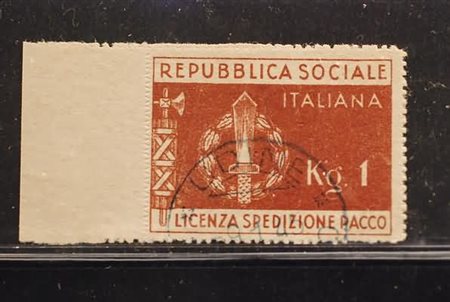 REPUBBLICA SOCIALE
ITALIANA
Kg 1
LICENZA SPEDIZIONE PACCO